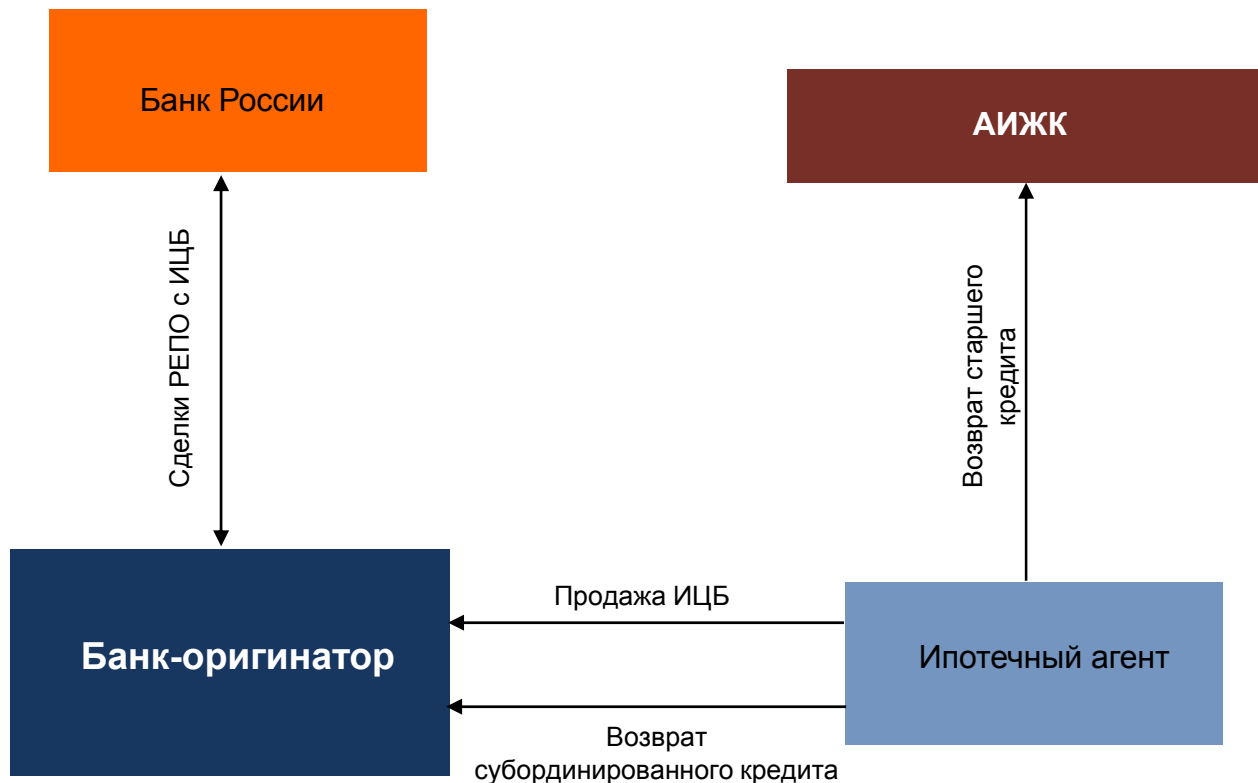 Банк России
АИЖК
Сделки РЕПО с ИЦБ
Возврат старшего
кредита
Продажа ИЦБ
Банк-оригинатор
Ипотечный агент
Возврат
субординированного кредита